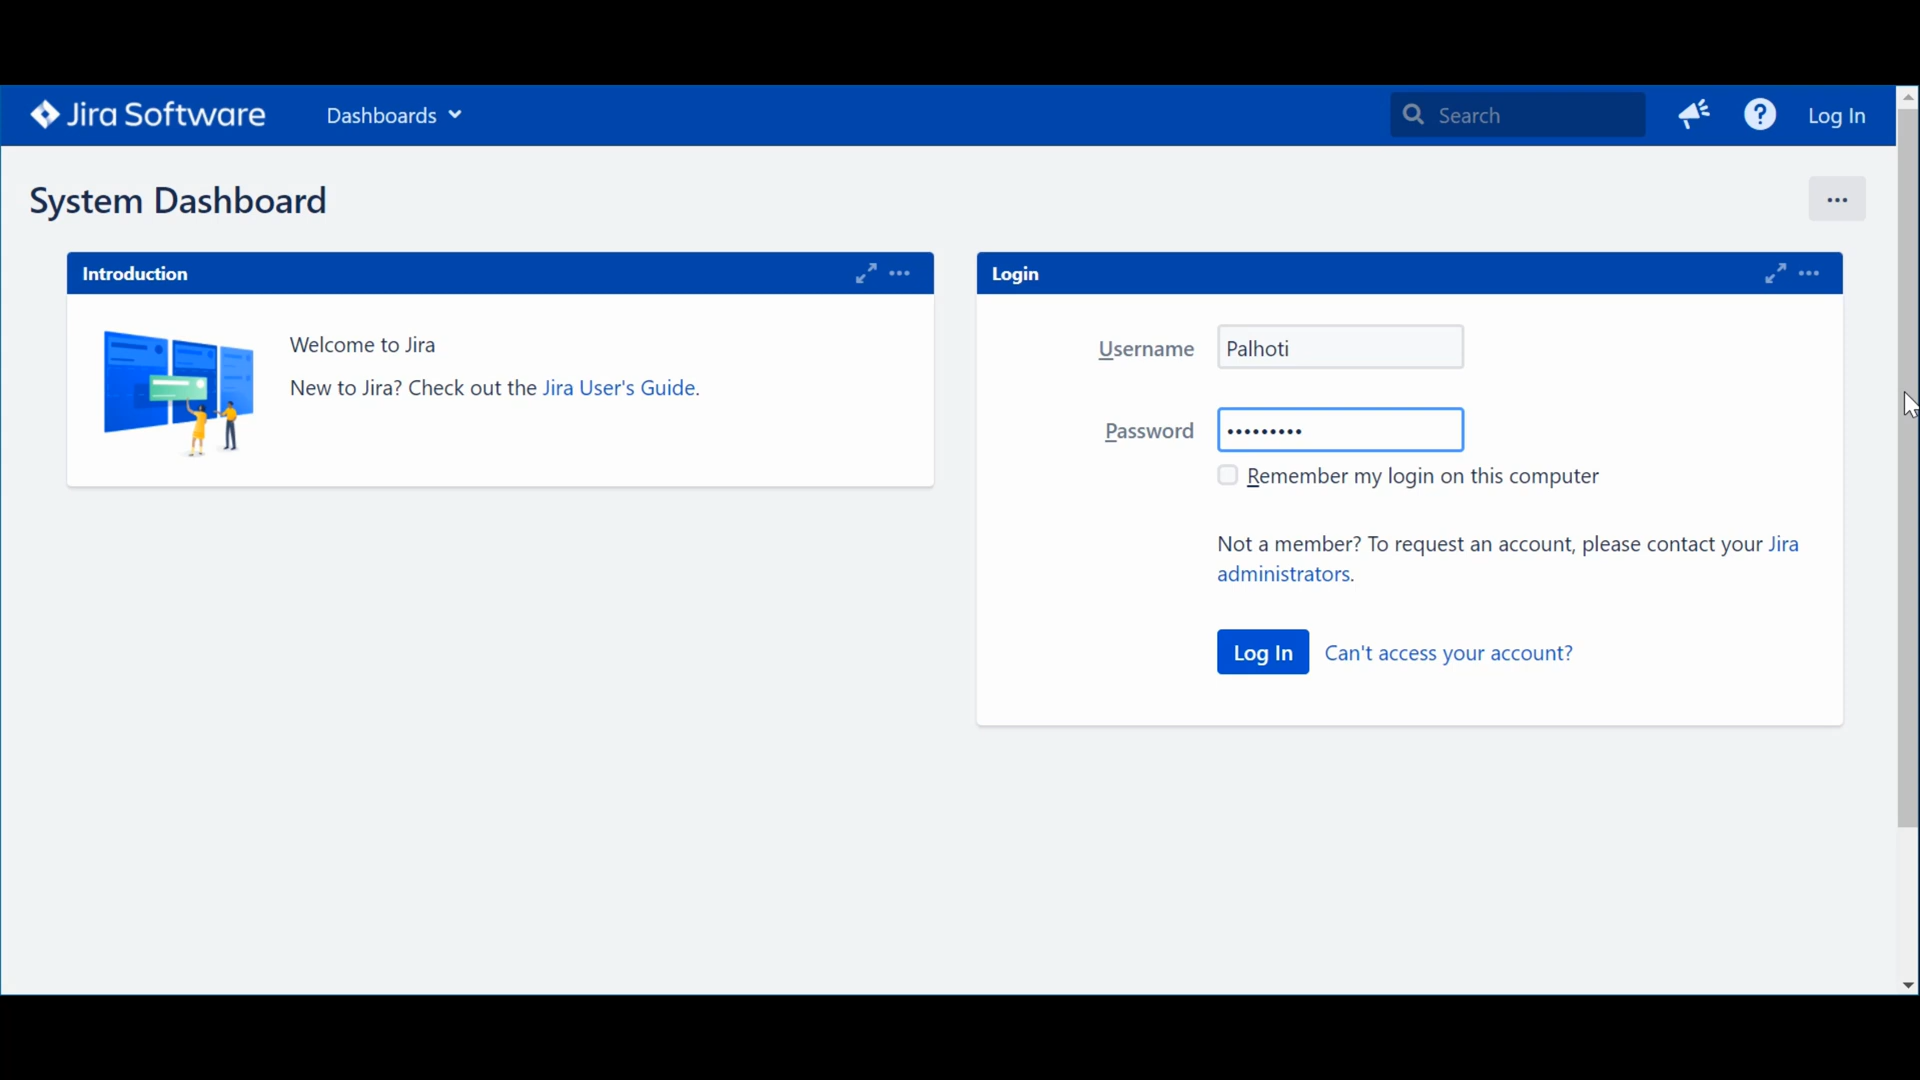 Jira Software
Dashboards
Search
?
Log In
System Dashboard
...
Introduction
Welcome to Jira
New to Jira? Check out the Jira User's Guide.
Login
Username
Palhoti
Password
•••••••••
Remember my login on this computer
Not a member? To request an account, please contact your Jira
administrators.
Log In
Can't access your account?